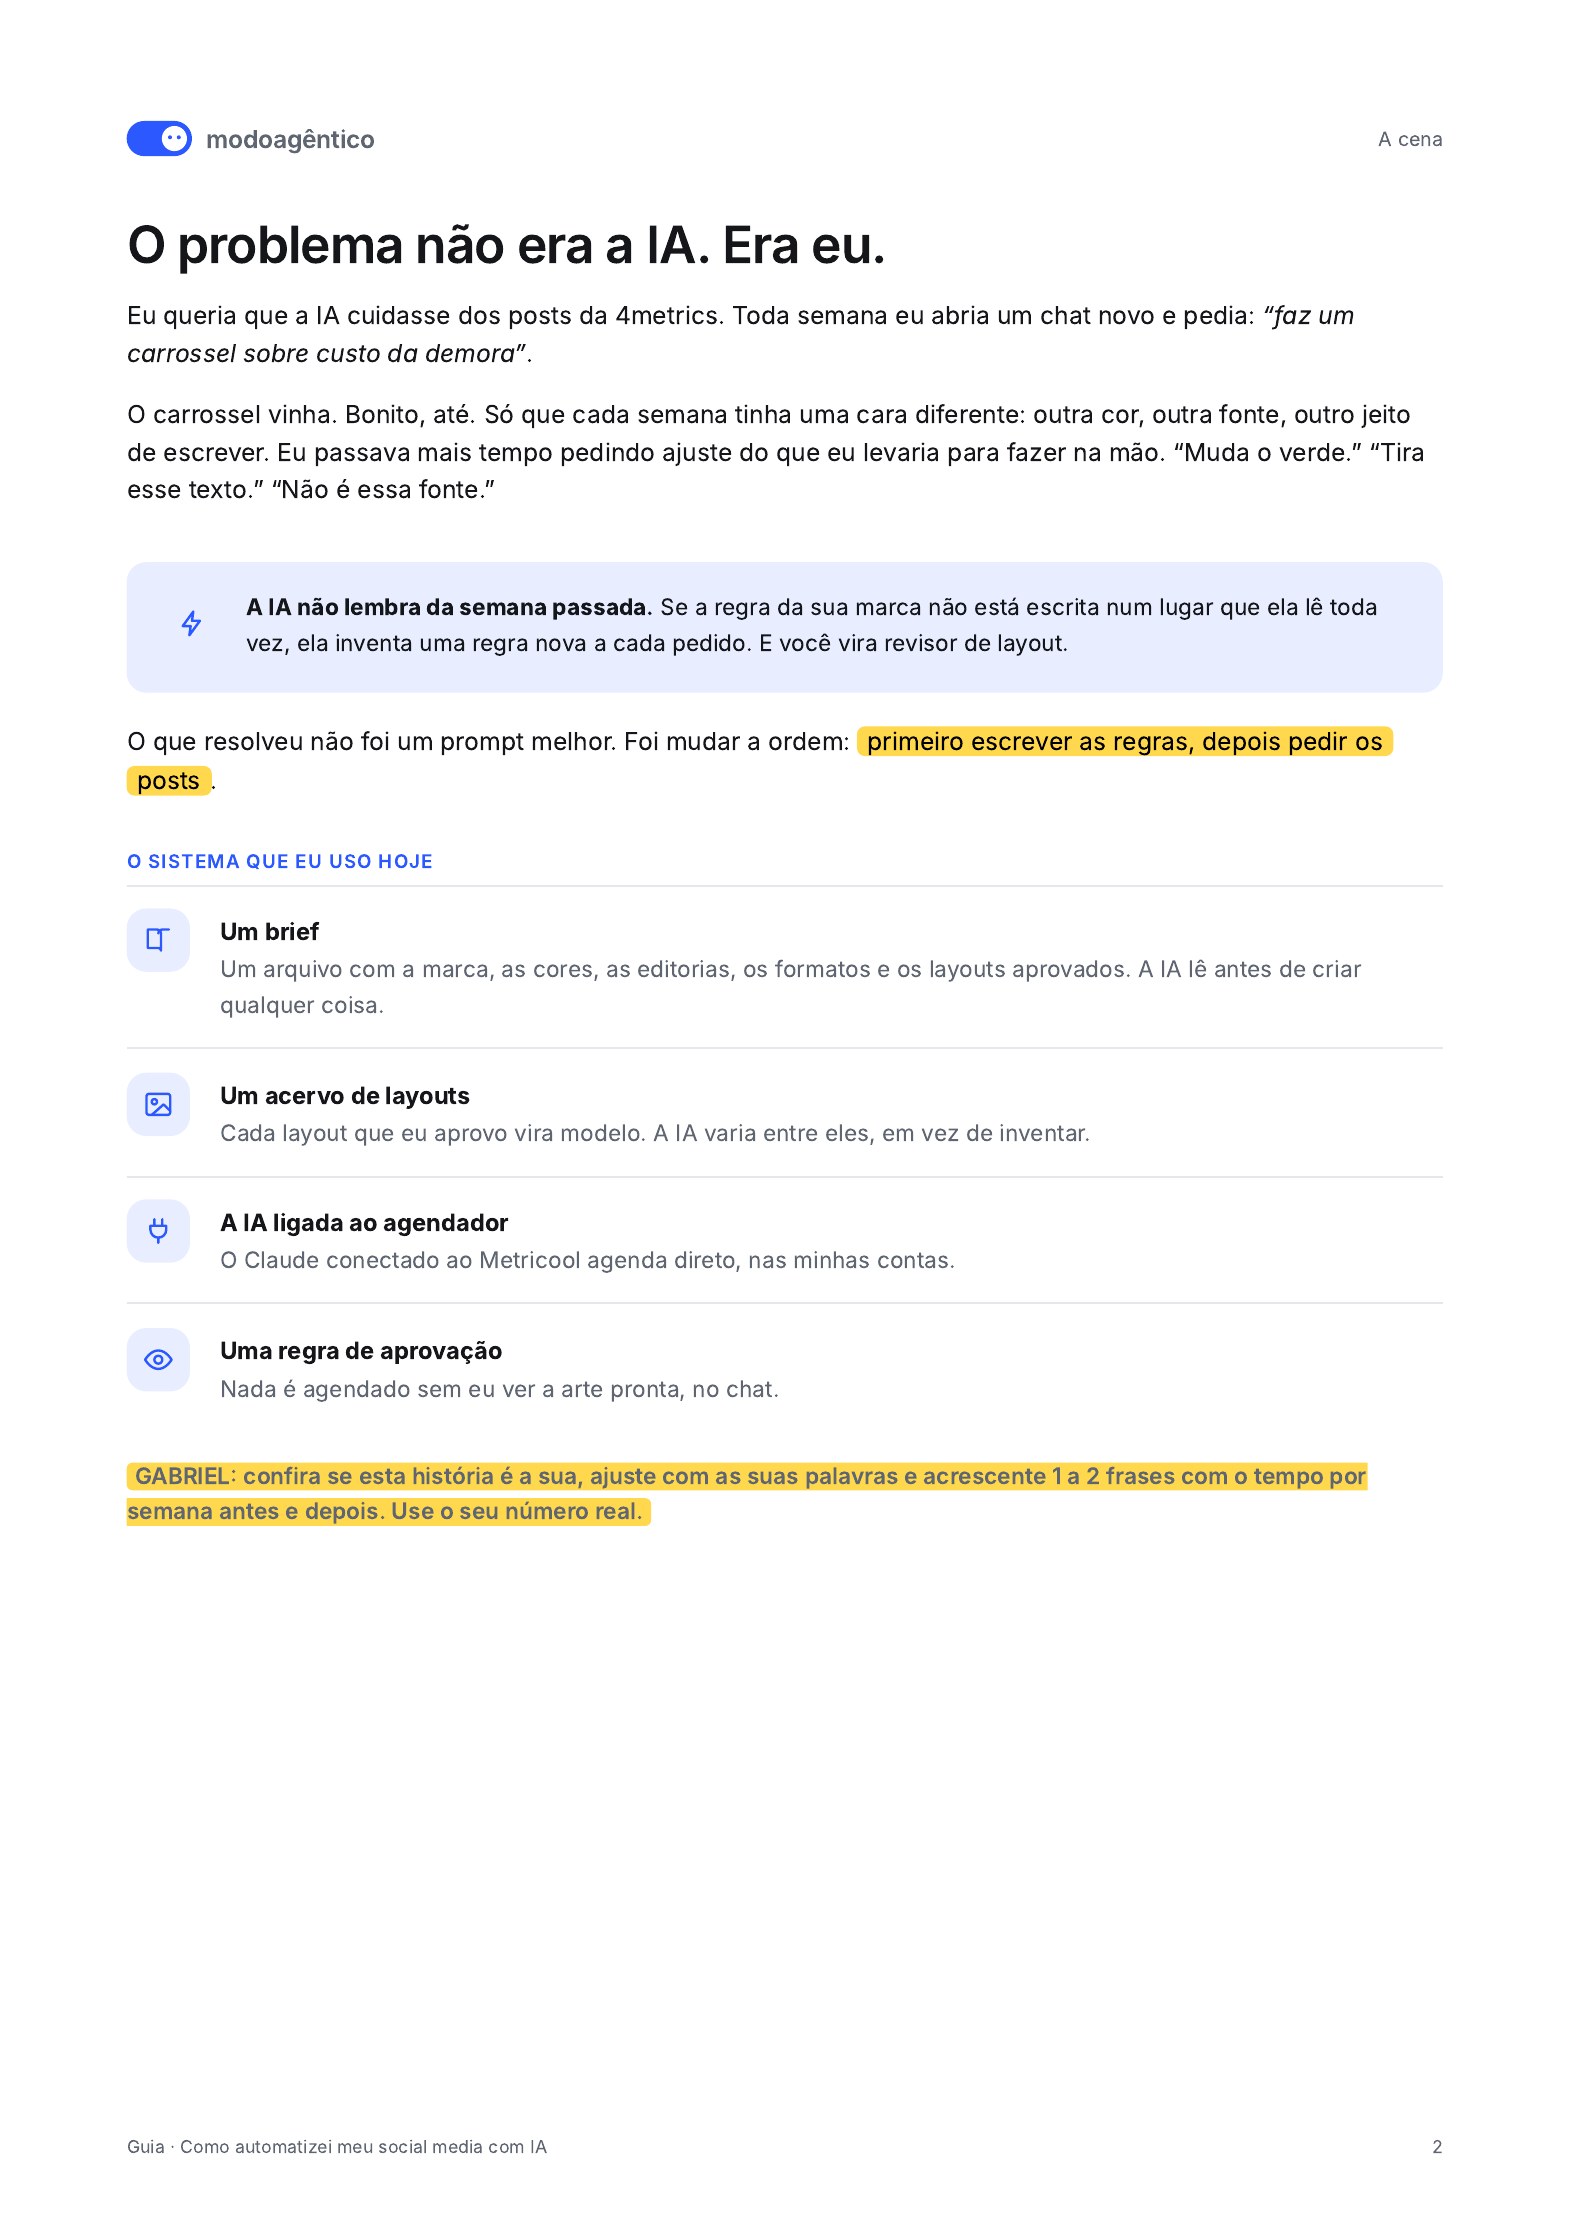 modoagêntico
A cena
O problema não era a IA. Era eu.
Eu queria que a IA cuidasse dos posts da 4metrics. Toda semana eu abria um chat novo e pedia: “faz um
carrossel sobre custo da demora”.
O carrossel vinha. Bonito, até. Só que cada semana tinha uma cara diferente: outra cor, outra fonte, outro jeito
de escrever. Eu passava mais tempo pedindo ajuste do que eu levaria para fazer na mão. “Muda o verde.” “Tira
esse texto.” “Não é essa fonte.”
A IA não lembra da semana passada. Se a regra da sua marca não está escrita num lugar que ela lê toda
vez, ela inventa uma regra nova a cada pedido. E você vira revisor de layout.
O que resolveu não foi um prompt melhor. Foi mudar a ordem: primeiro escrever as regras, depois pedir os
posts .
O SISTEMA QUE EU USO HOJE
Um brief
Um arquivo com a marca, as cores, as editorias, os formatos e os layouts aprovados. A IA lê antes de criar
qualquer coisa.
Um acervo de layouts
Cada layout que eu aprovo vira modelo. A IA varia entre eles, em vez de inventar.
A IA ligada ao agendador
O Claude conectado ao Metricool agenda direto, nas minhas contas.
Uma regra de aprovação
Nada é agendado sem eu ver a arte pronta, no chat.
GABRIEL: confira se esta história é a sua, ajuste com as suas palavras e acrescente 1 a 2 frases com o tempo por
semana antes e depois. Use o seu número real.
Guia · Como automatizei meu social media com IA
2